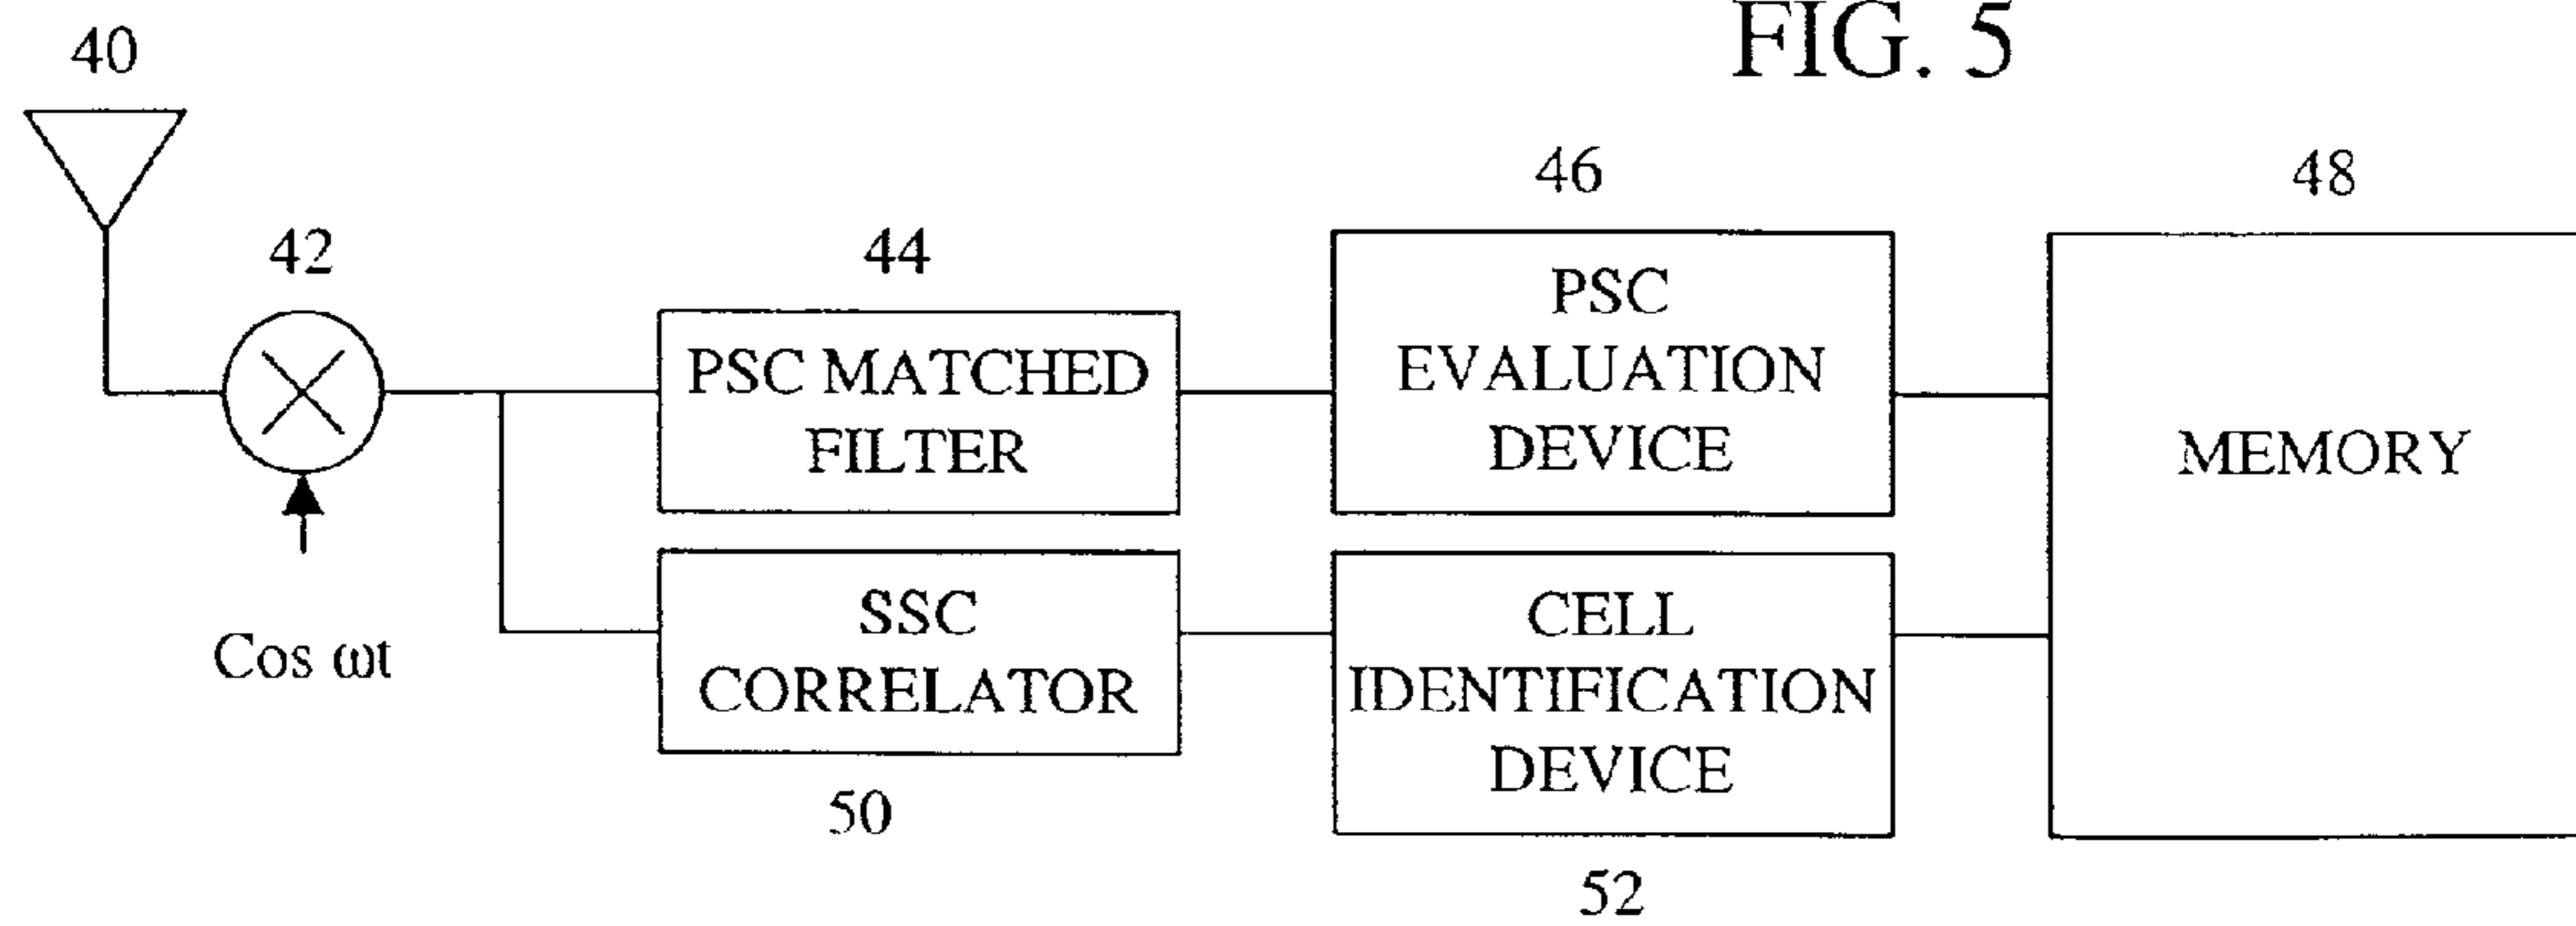 FIG. 5
40
42
44
46
48
PSC MATCHED
FILTER
PSC
EVALUATION
DEVICE
MEMORY
Cos ωt
SSC
CORRELATOR
50
CELL
IDENTIFICATION
DEVICE
52